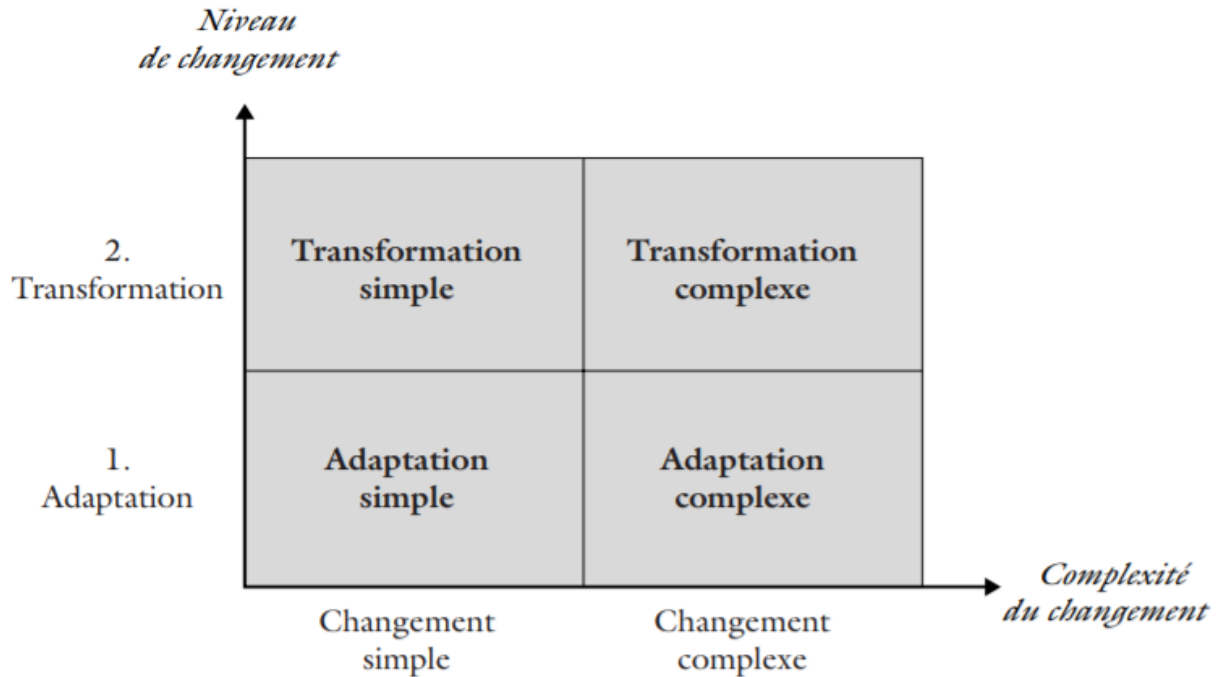 Niveau
de changement
2.
Transformation
Transformation
simple
Transformation
complexe
1.
Adaptation
Adaptation
simple
Adaptation
complexe
Complexité
du changement
Changement
simple
Changement
complexe